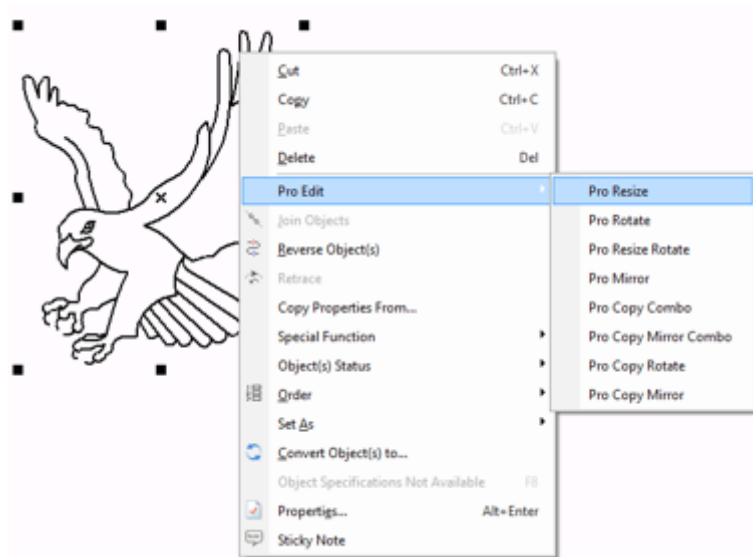 Cut Ctrl+X
Copy Ctrl+C
Paste Ctrl+V
Delete Del
Pro Edit
Join Objects
Reverse Object(s)
Retrace
Copy Properties From...
Special Function
Object(s) Status
Order
Set As
Convert Object(s) to...
Object Specifications Not Available F8
Properties... Alt+Enter
Sticky Note
Pro Resize
Pro Rotate
Pro Resize Rotate
Pro Mirror
Pro Copy Combo
Pro Copy Mirror Combo
Pro Copy Rotate
Pro Copy Mirror